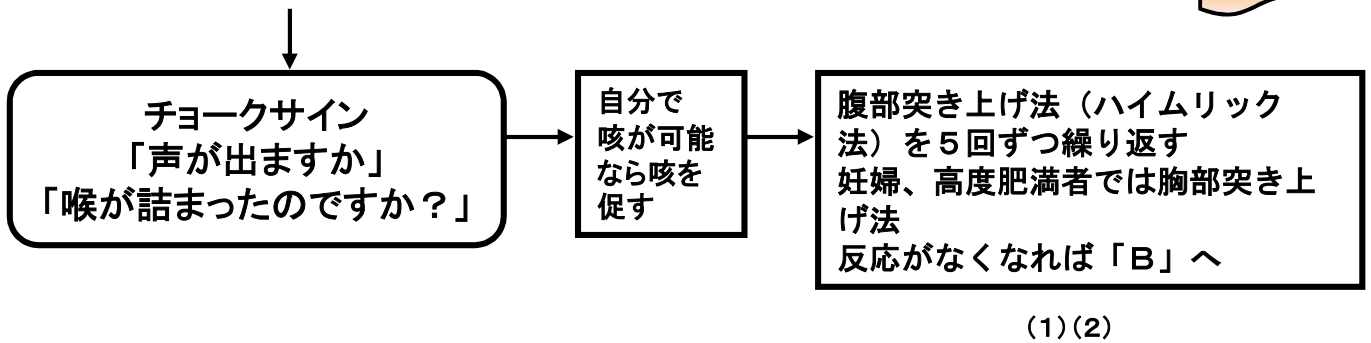 チョークサイン
「声が出ますか」
「喉が詰まったのですか？」
自分で
咳が可能
なら咳を
促す
腹部突き上げ法（ハイムリック
法）を５回ずつ繰り返す
妊婦、高度肥満者では胸部突き上
げ法
反応がなくなれば「Ｂ」へ
(1)(2)